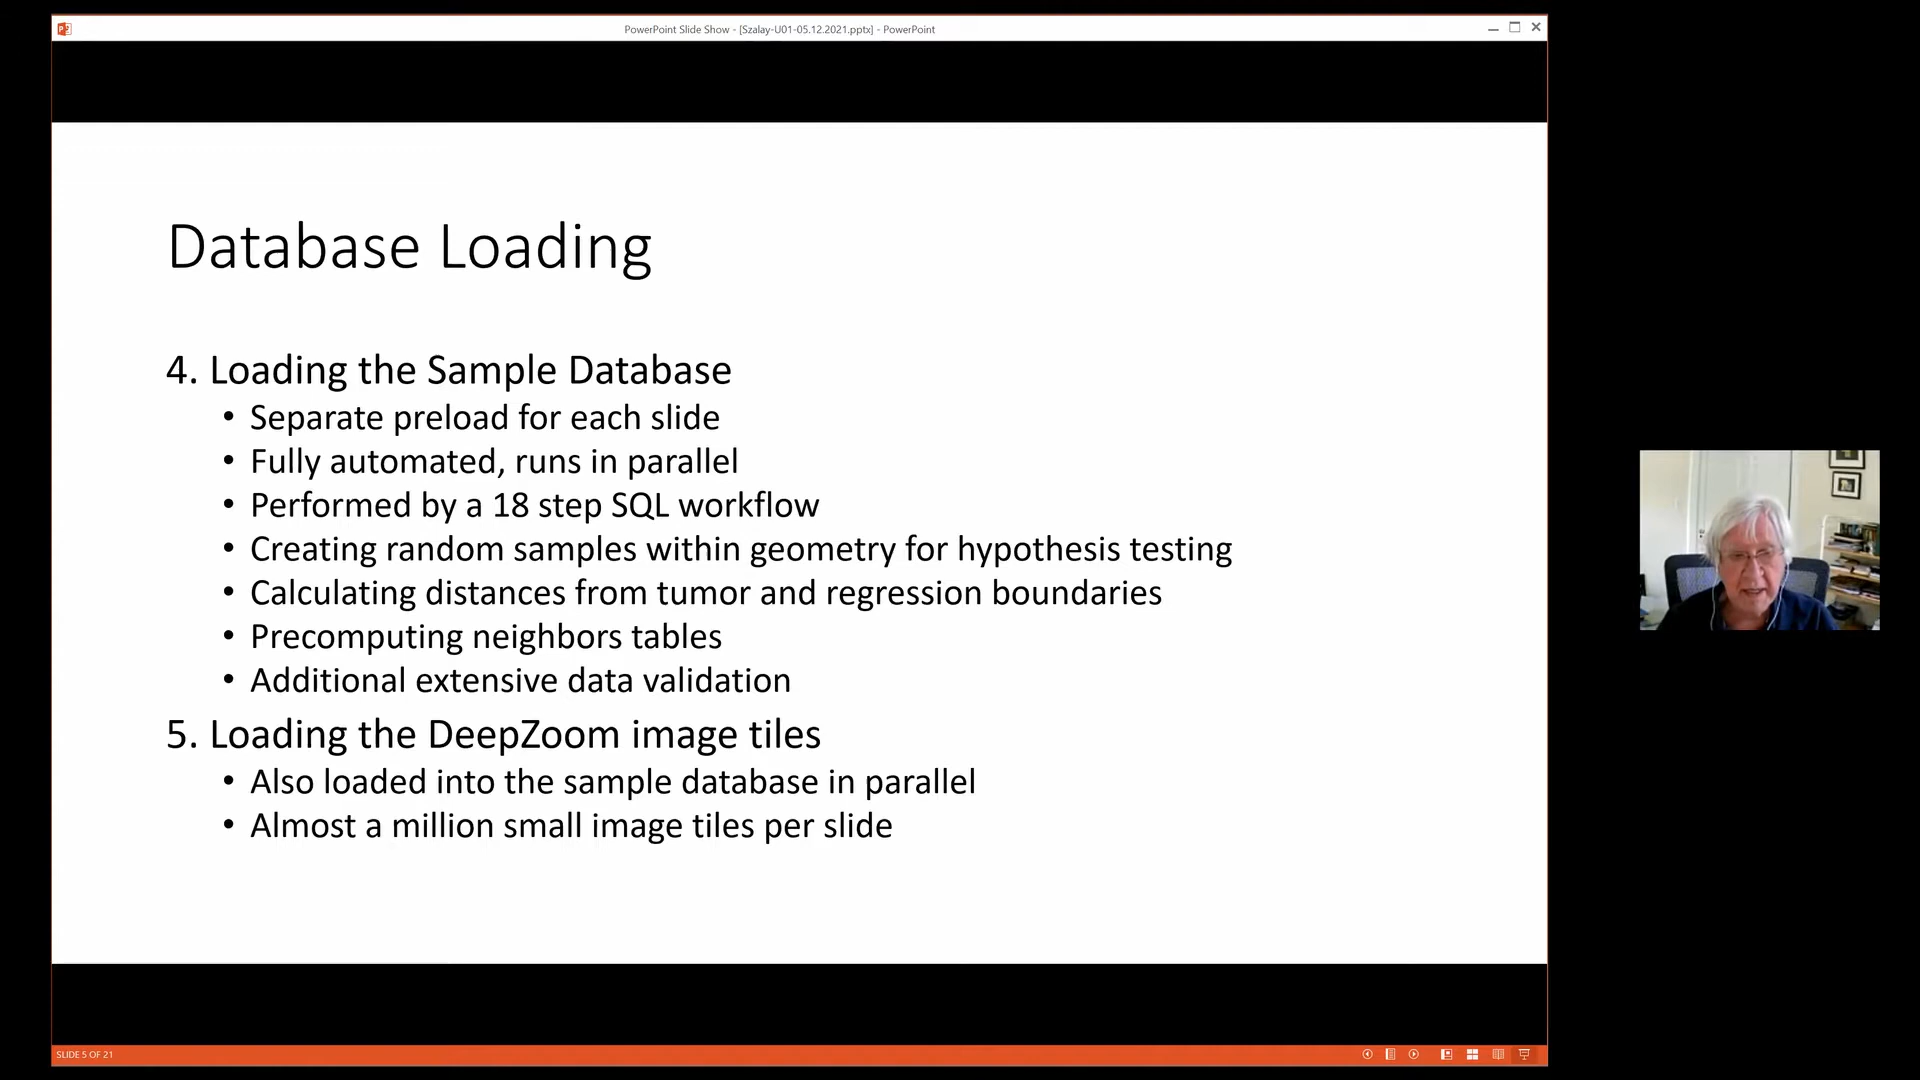 PowerPoint Slide Show - [Szalay-U01-05.12.2021.pptx] - PowerPoint
Database Loading
4. Loading the Sample Database
• Separate preload for each slide
• Fully automated, runs in parallel
• Performed by a 18 step SQL workflow
• Creating random samples within geometry for hypothesis testing
• Calculating distances from tumor and regression boundaries
• Precomputing neighbors tables
• Additional extensive data validation
5. Loading the DeepZoom image tiles
• Also loaded into the sample database in parallel
• Almost a million small image tiles per slide
SLIDE 5 OF 21